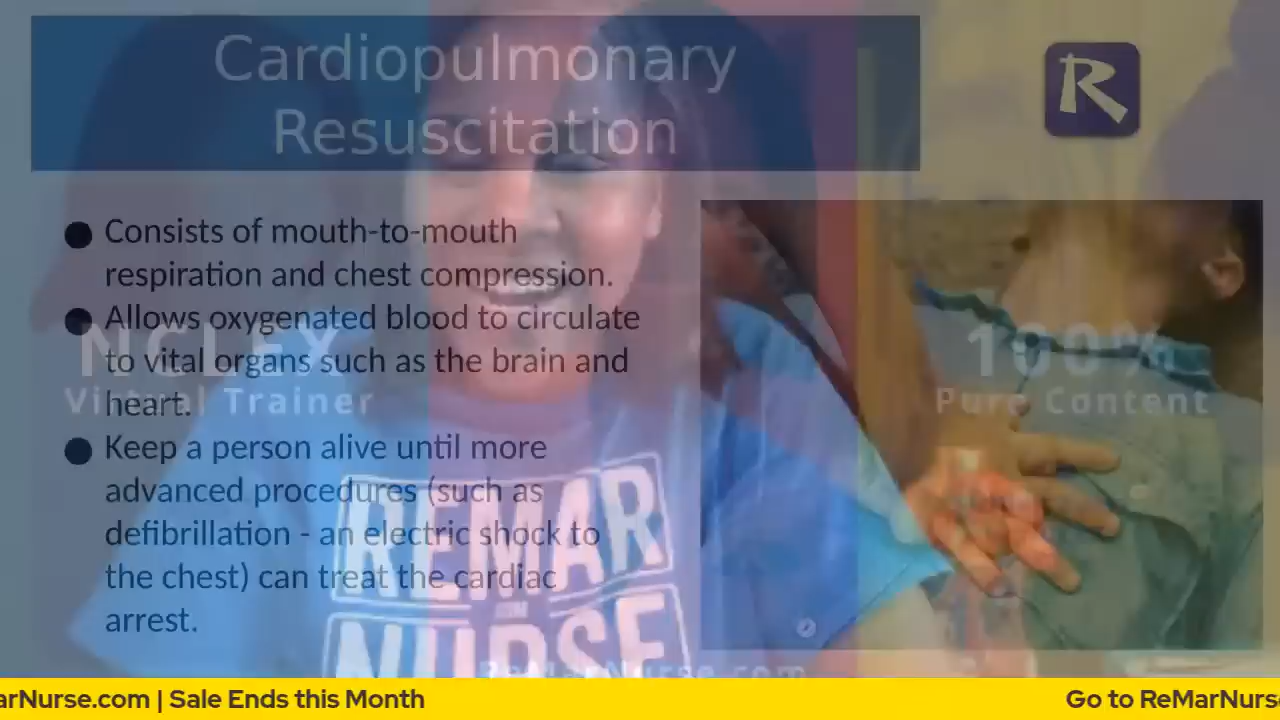 Cardiopulmonary
Resuscitation
R
Consists of mouth-to-mouth
respiration and chest compression.
Allows oxygenated blood to circulate
to vital organs such as the brain and
heart.
Keep a person alive until more
advanced procedures (such as
defibrillation - an electric shock to
the chest) can treat the cardiac
arrest.
NCLEX
Virtual Trainer
100%
Pure Content
REMAR
NURSE
ReMarNurse.com
arNurse.com | Sale Ends this Month
Go to ReMarNurs